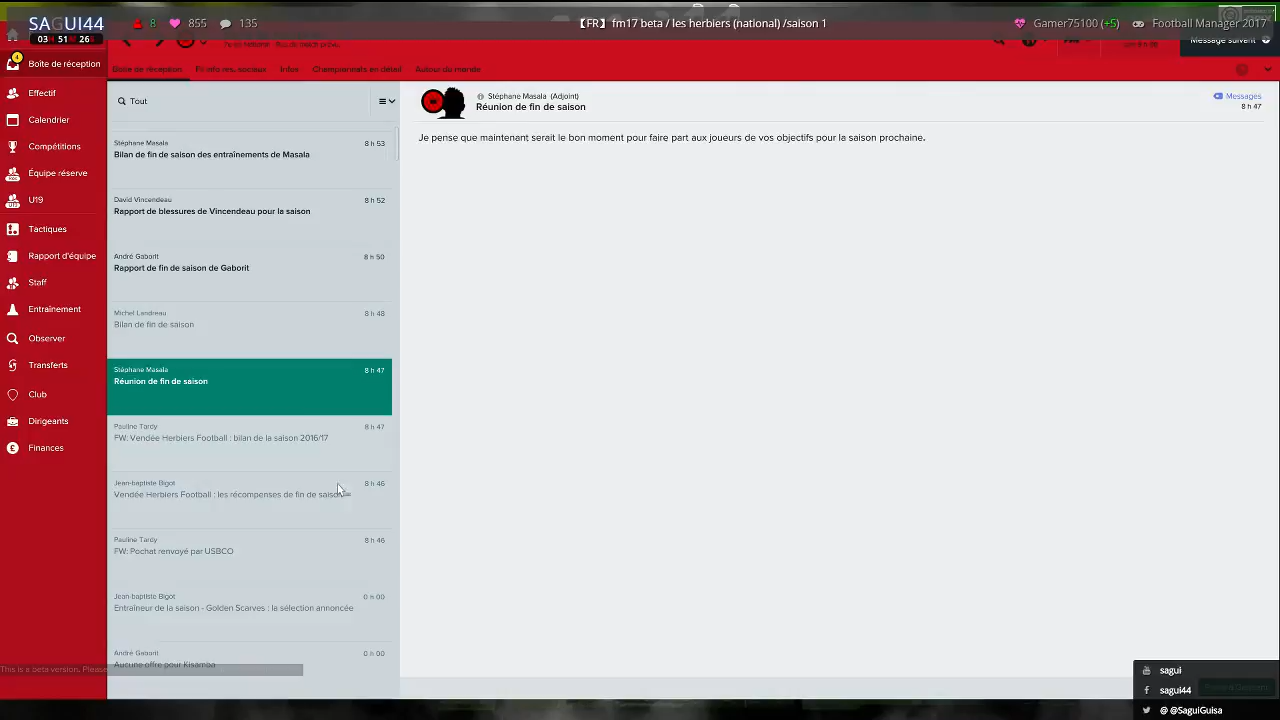 SAGUI44
8
855
135
【FR】 fm17 beta / les herbiers (national) /saison 1
Gamer75100 (+5)
Football Manager 2017
Message suivant
4
Boîte de réception
Effectif
Calendrier
Compétitions
Équipe réserve
U19
Tactiques
Rapport d'équipe
Staff
Entraînement
Observer
Transferts
Club
Dirigeants
Finances
Boîte de réception
Fil info rés. sociaux
Infos
Championnats en détail
Autour du monde
Tout
Stéphane Masala 8 h 53
Bilan de fin de saison des entraînements de Masala
David Vincendeau 8 h 52
Rapport de blessures de Vincendeau pour la saison
André Gaborit 8 h 50
Rapport de fin de saison de Gaborit
Michel Landreau 8 h 48
Bilan de fin de saison
Stéphane Masala 8 h 47
Réunion de fin de saison
Pauline Tardy 8 h 47
FW: Vendée Herbiers Football : bilan de la saison 2016/17
Jean-baptiste Bigot 8 h 46
Vendée Herbiers Football : les récompenses de fin de saison
Pauline Tardy 8 h 46
FW: Pochat renvoyé par USBCO
Jean-baptiste Bigot 0 h 00
Entraîneur de la saison - Golden Scarves : la sélection annoncée
André Gaborit 0 h 00
Aucune offre pour Kisamba
This is a beta version. Please
Stéphane Masala (Adjoint)
Réunion de fin de saison
Messages
8 h 47
Je pense que maintenant serait le bon moment pour faire part aux joueurs de vos objectifs pour la saison prochaine.
sagui
sagui44
@ @SaguiGuisa